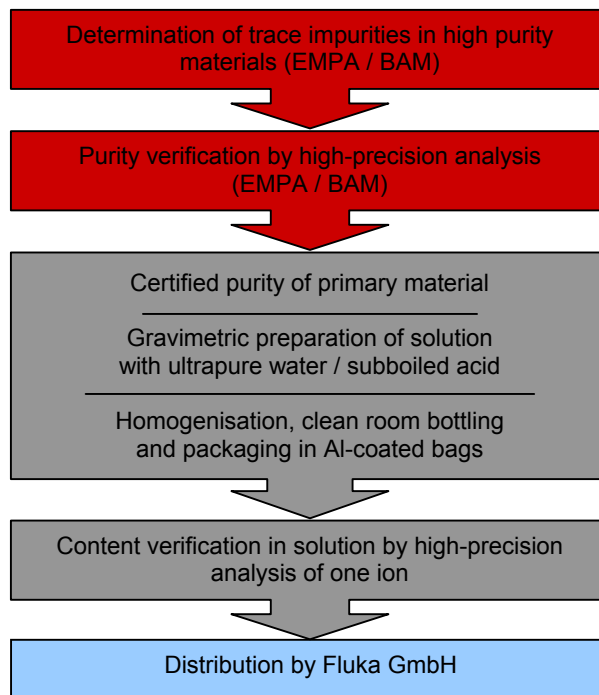 Determination of trace impurities in high purity
materials (EMPA / BAM)
Purity verification by high-precision analysis
(EMPA / BAM)
Certified purity of primary material
Gravimetric preparation of solution
with ultrapure water / subboiled acid
Homogenisation, clean room bottling
and packaging in Al-coated bags
Content verification in solution by high-precision
analysis of one ion
Distribution by Fluka GmbH